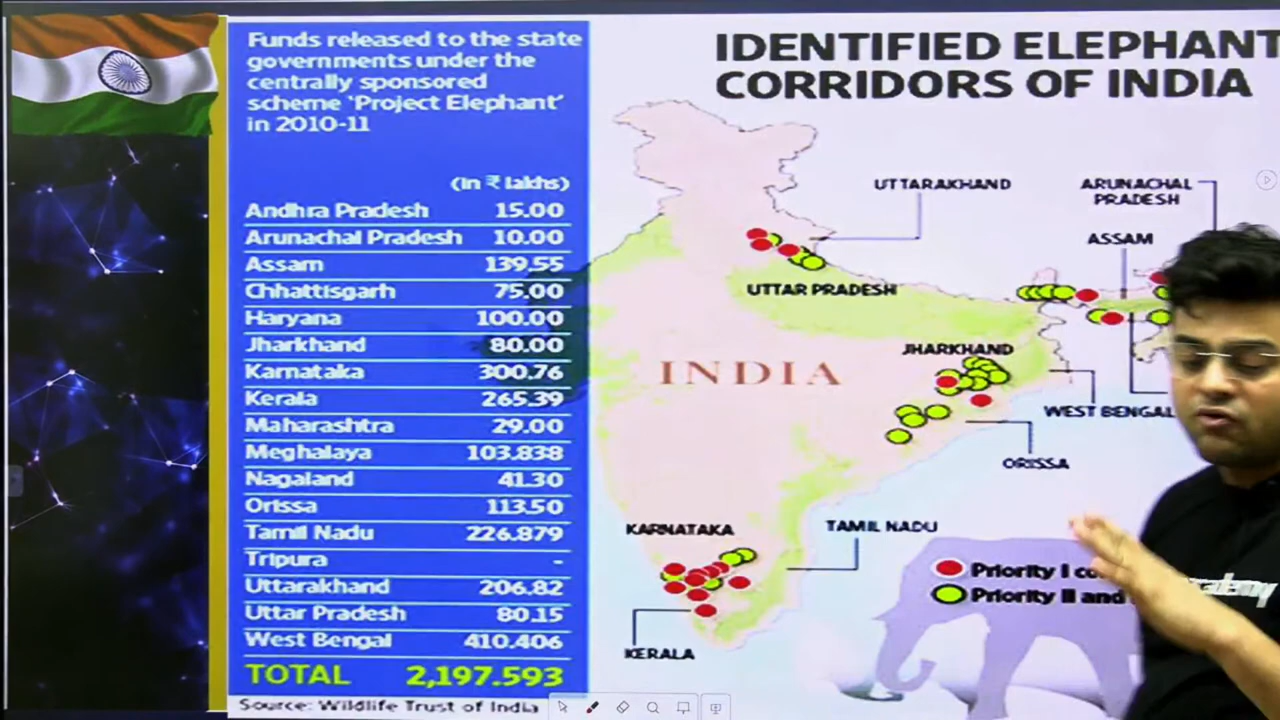 Funds released to the state
governments under the
centrally sponsored
scheme 'Project Elephant'
in 2010-11
(In ₹ lakhs)
Andhra Pradesh 15.00
Arunachal Pradesh 10.00
Assam 139.55
Chhattisgarh 75.00
Haryana 100.00
Jharkhand 80.00
Karnataka 300.76
Kerala 265.39
Maharashtra 29.00
Meghalaya 103.838
Nagaland 41.30
Orissa 113.50
Tamil Nadu 226.879
Tripura -
Uttarakhand 206.82
Uttar Pradesh 80.15
West Bengal 410.406
TOTAL 2,197.593
Source: Wildlife Trust of India
IDENTIFIED ELEPHANT
CORRIDORS OF INDIA
UTTARAKHAND
ARUNACHAL
PRADESH
ASSAM
UTTAR PRADESH
JHARKHAND
INDIA
WEST BENGAL
ORISSA
KARNATAKA
TAMIL NADU
KERALA
Priority I
Priority II and